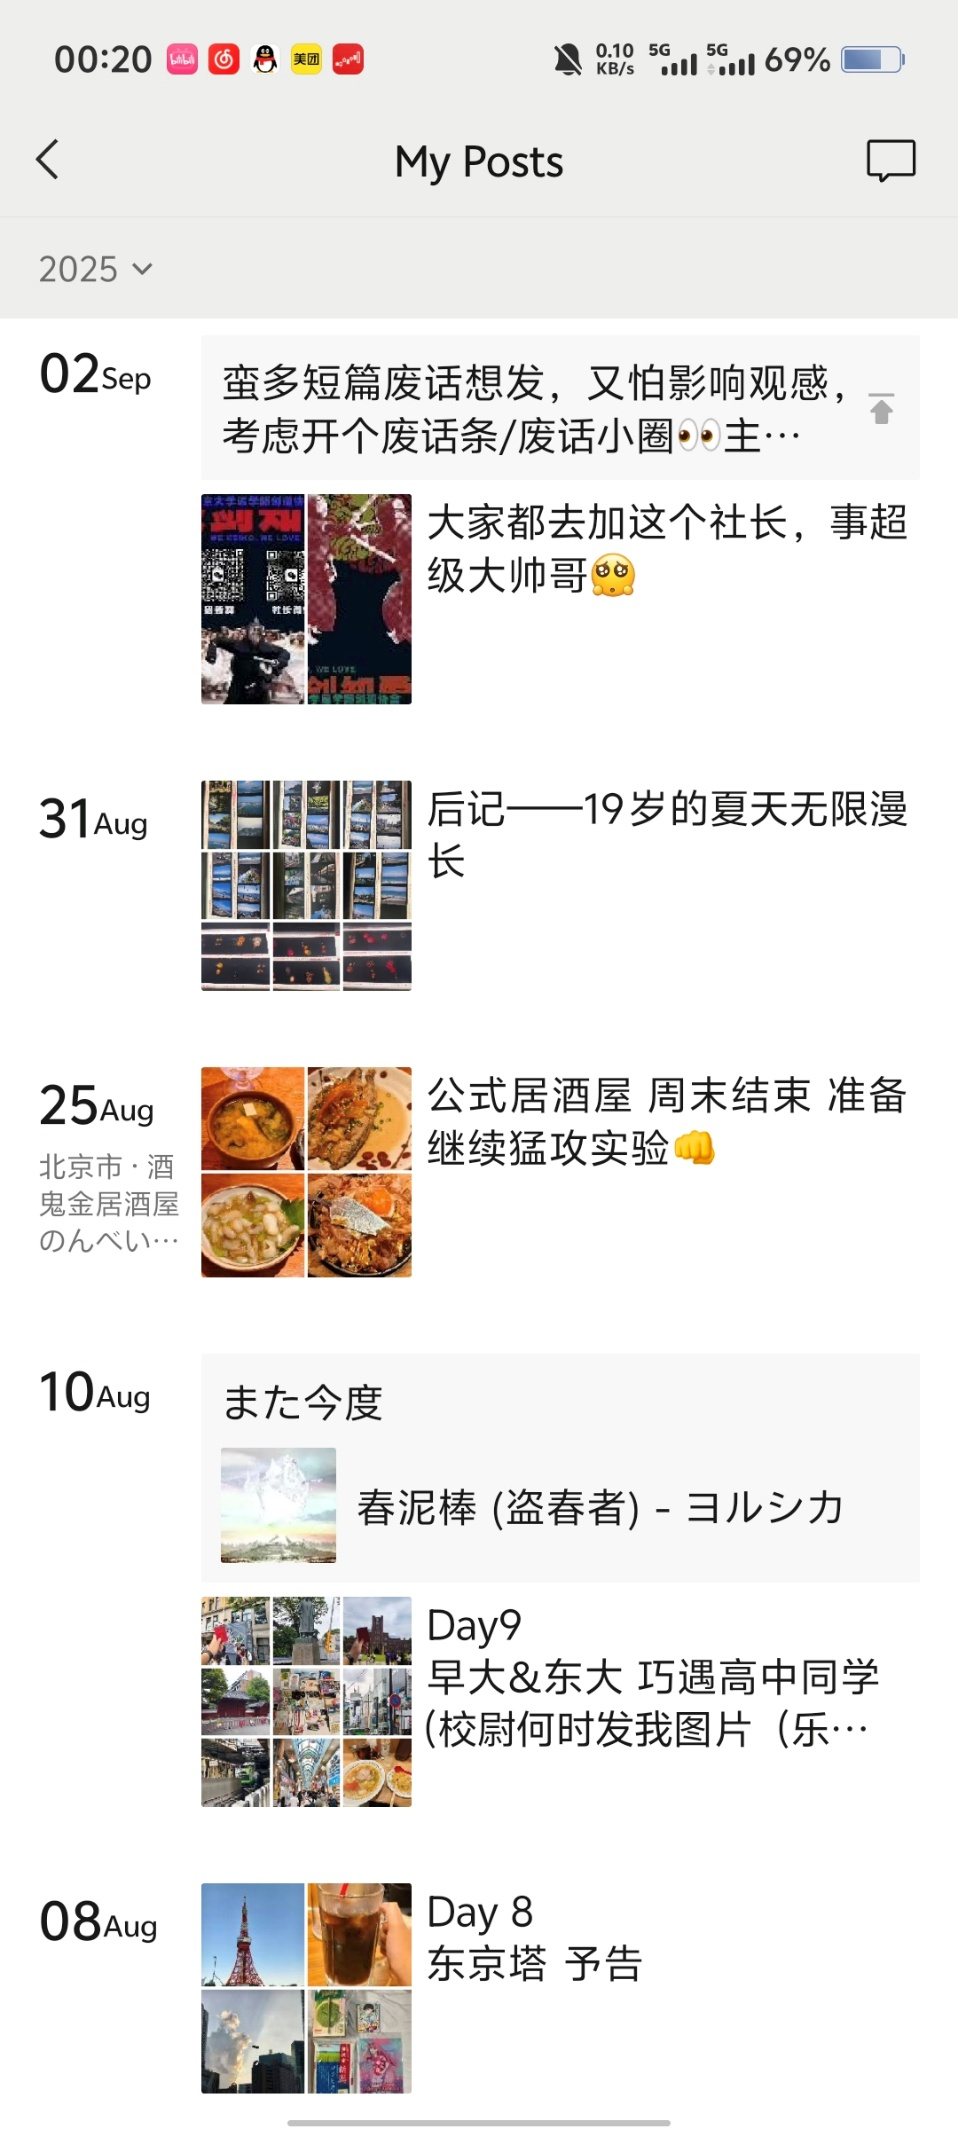 00:20
bilibili
美团
0.10 KB/s
5G
5G
69%
My Posts
2025
02Sep
蛮多短篇废话想发，又怕影响观感，
考虑开个废话条/废话小圈👀主…
WE LOVE
大家都去加这个社长，事超
级大帅哥🥺
31Aug
后记——19岁的夏天无限漫
长
25Aug
北京市 · 酒
鬼金居酒屋
のんべい…
公式居酒屋 周末结束 准备
继续猛攻实验👊
10Aug
また今度
春泥棒 (盗春者) - ヨルシカ
Day9
早大&东大 巧遇高中同学
(校尉何时发我图片（乐…
08Aug
Day 8
东京塔 予告